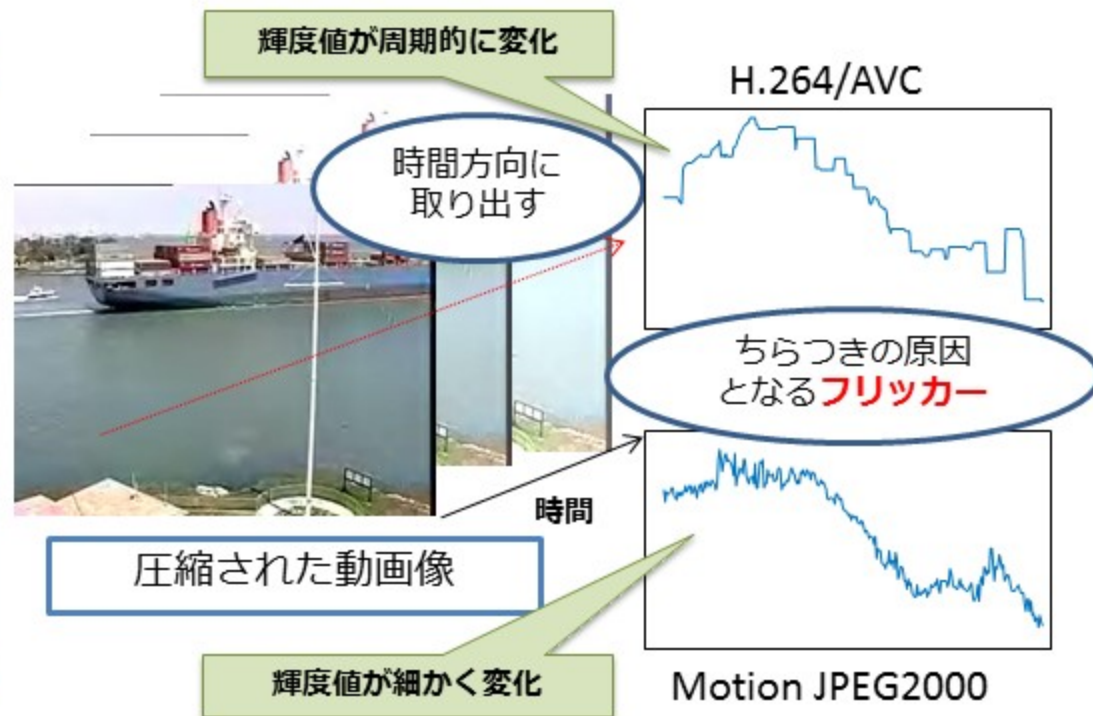 輝度値が周期的に変化
H.264/AVC
時間方向に
取り出す
ちらつきの原因
となるフリッカー
時間
圧縮された動画像
輝度値が細かく変化
Motion JPEG2000